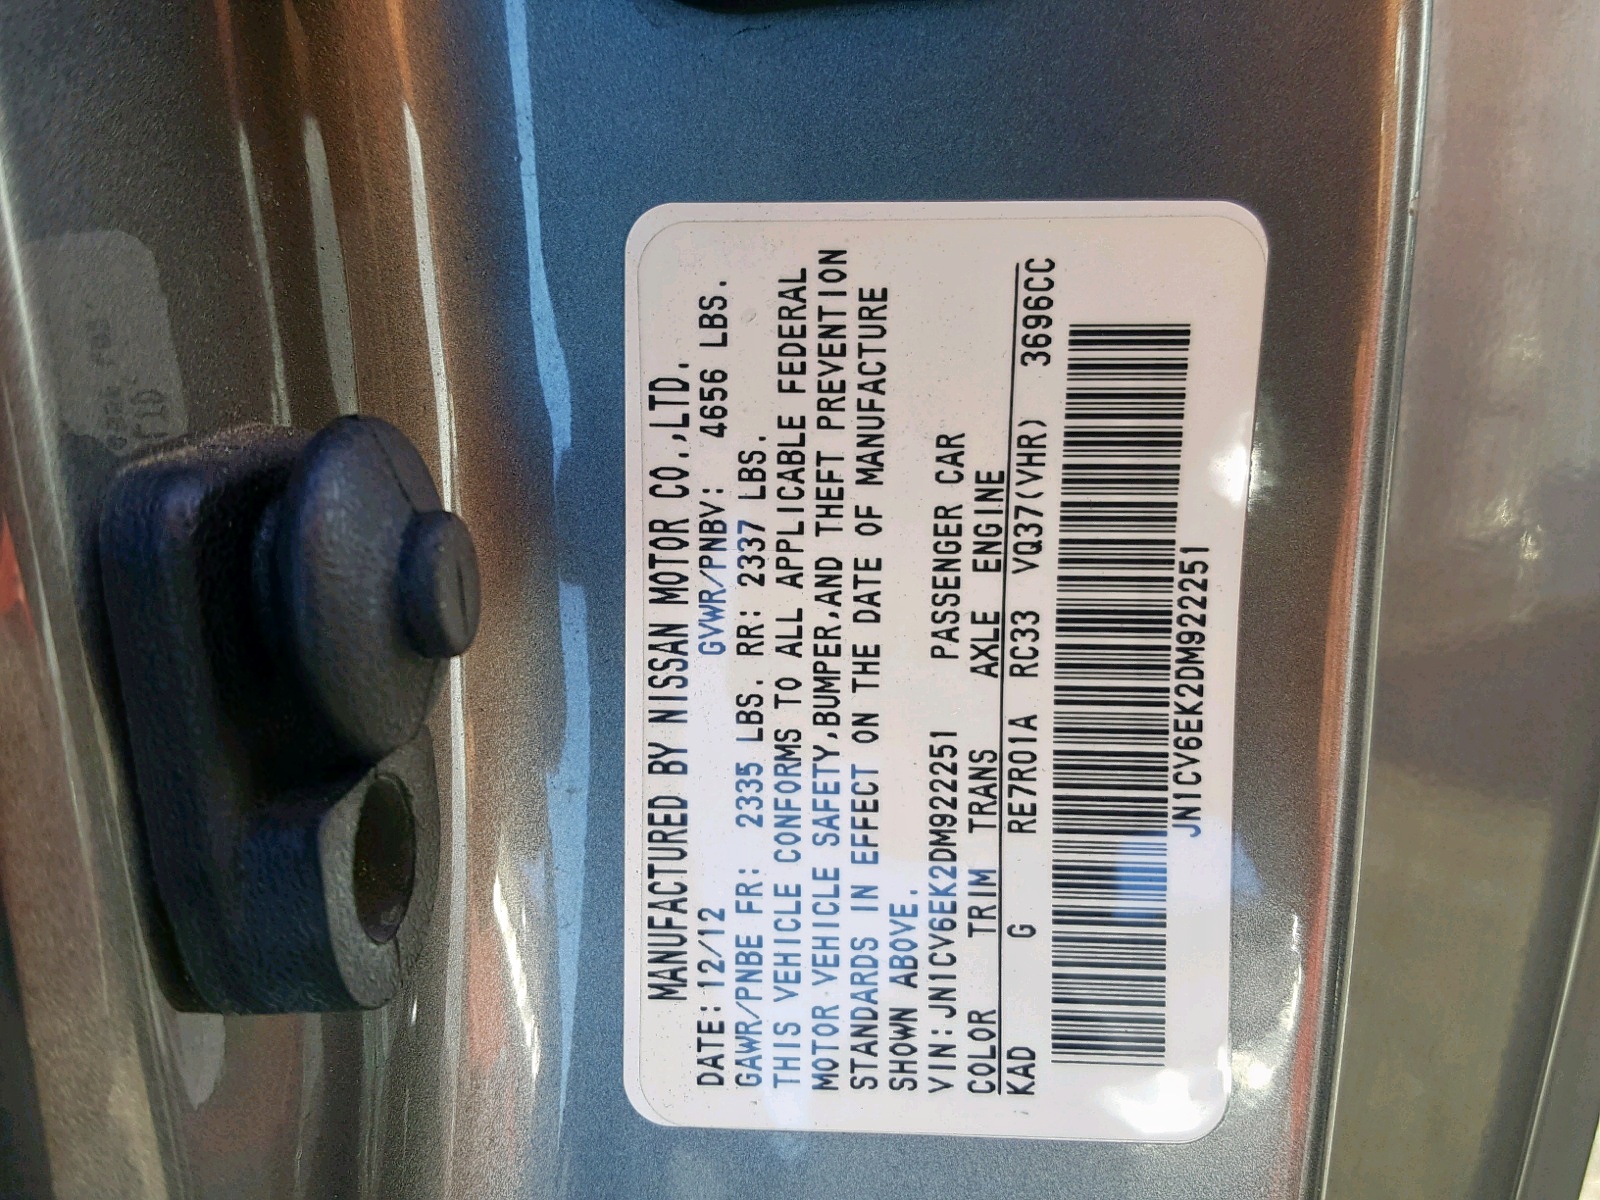 MANUFACTURED BY NISSAN MOTOR CO.,LTD.
DATE: 12/12 GVWR/PNBV: 4656 LBS.
GAWR/PNBE FR: 2335 LBS. RR: 2337 LBS.
THIS VEHICLE CONFORMS TO ALL APPLICABLE FEDERAL
MOTOR VEHICLE SAFETY,BUMPER,AND THEFT PREVENTION
STANDARDS IN EFFECT ON THE DATE OF MANUFACTURE
SHOWN ABOVE.
VIN:JN1CV6EK2DM922251 PASSENGER CAR
COLOR TRIM TRANS AXLE ENGINE
KAD G RE7R01A RC33 VQ37(VHR) 3696CC
JN1CV6EK2DM922251